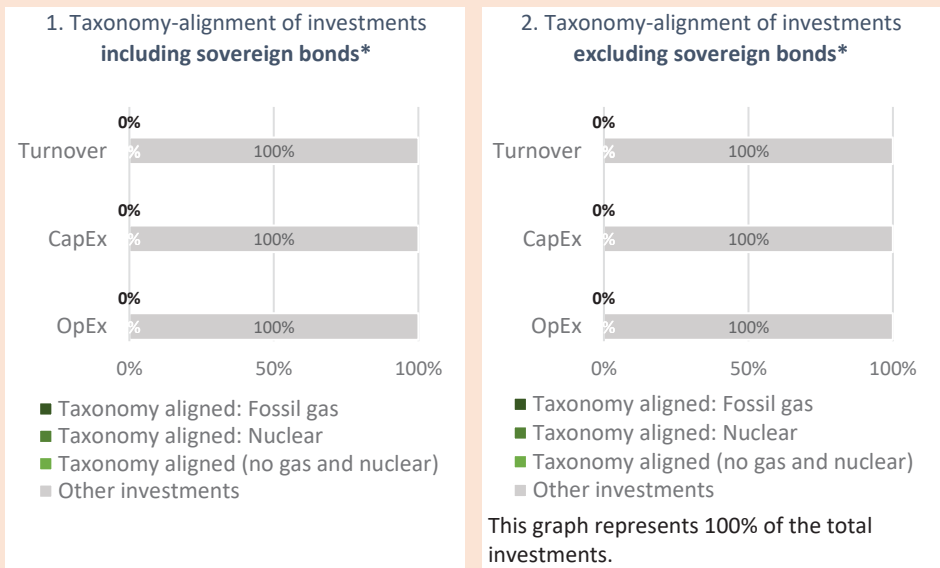 1. Taxonomy-alignment of investments
including sovereign bonds*
0%
Turnover
% 100%
0%
CapEx
% 100%
0%
OpEx
% 100%
0% 50% 100%
Taxonomy aligned: Fossil gas
Taxonomy aligned: Nuclear
Taxonomy aligned (no gas and nuclear)
Other investments
2. Taxonomy-alignment of investments
excluding sovereign bonds*
0%
Turnover
% 100%
0%
CapEx
% 100%
0%
OpEx
% 100%
0% 50% 100%
Taxonomy aligned: Fossil gas
Taxonomy aligned: Nuclear
Taxonomy aligned (no gas and nuclear)
Other investments
This graph represents 100% of the total
investments.